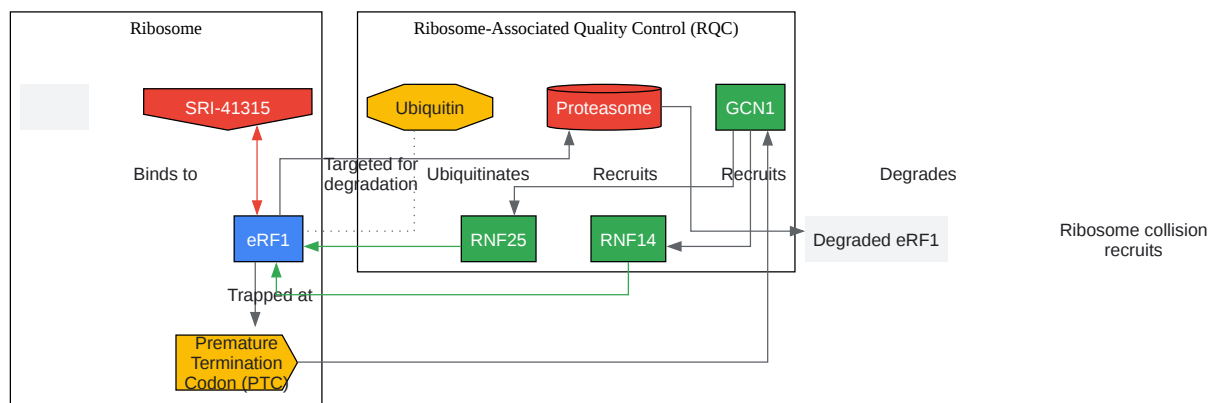 Ribosome
Ribosome-Associated Quality Control (RQC)
SRI-41315
Ubiquitin
Proteasome
GCN1
Binds to
Targeted for
degradation
Ubiquitinates
Recruits
Recruits
Degrades
eRF1
RNF25
RNF14
Degraded eRF1
Ribosome collision
recruits
Trapped at
Premature
Termination
Codon (PTC)